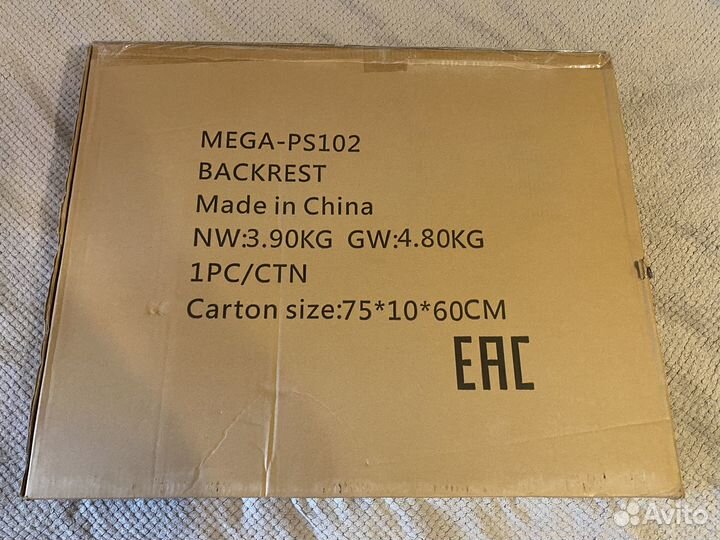 MEGA-PS102
BACKREST
Made in China
NW:3.90KG GW:4.80KG
1PC/CTN
Carton size:75*10*60CM
EAC
Avito